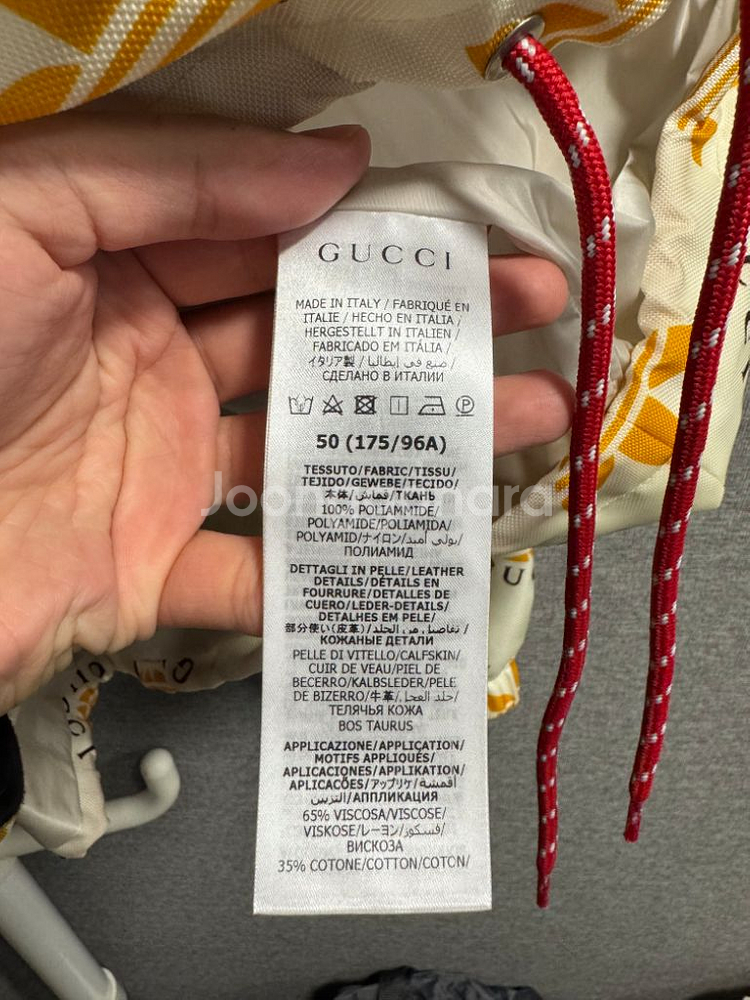 GUCCI
MADE IN ITALY / FABRIQUÉ EN
ITALIE / HECHO EN ITALIA /
HERGESTELLT IN ITALIEN /
FABRICADO EM ITÁLIA /
イタリア製 / صنع في إيطاليا /
СДЕЛАНО В ИТАЛИИ
50 (175/96A)
TESSUTO/FABRIC/TISSU/
TEJIDO/GEWEBE/TECIDO/
本体/قماش/ТКАНЬ
100% POLIAMMIDE/
POLYAMIDE/POLIAMIDA/
POLYAMID/ナイロン/بولي أميد/
ПОЛИАМИД
DETTAGLI IN PELLE/LEATHER
DETAILS/DÉTAILS EN
FOURRURE/DETALLES DE
CUERO/LEDER-DETAILS/
DETALHES EM PELE/
部分使い(皮革)/تفاصيل من الجلد/
КОЖАНЫЕ ДЕТАЛИ
PELLE DI VITELLO/CALFSKIN/
CUIR DE VEAU/PIEL DE
BECERRO/KALBSLEDER/PELE
DE BIZERRO/牛革/جلد العجل/
ТЕЛЯЧЬЯ КОЖА
BOS TAURUS
APPLICAZIONE/APPLICATION/
MOTIFS APPLIQUÉS/
APLICACIONES/APPLIKATION/
APLICAÇÕES/アップリケ/أقمشة
التزيين/АППЛИКАЦИЯ
65% VISCOSA/VISCOSE/
VISKOSE/レーヨン/فسكوز/
ВИСКОЗА
35% COTONE/COTTON/COTON/